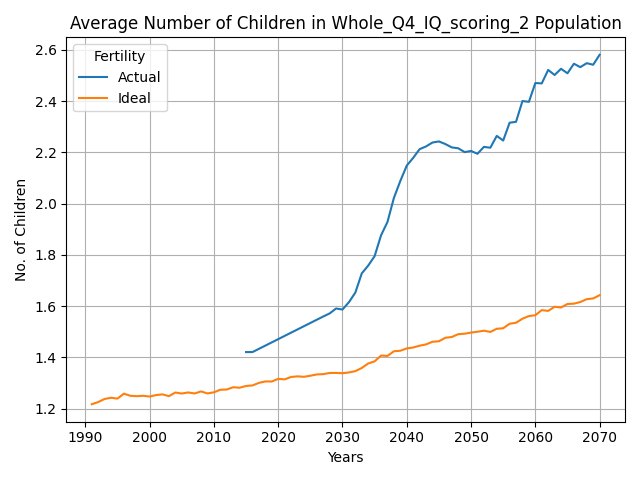 Average Number of Children in Whole_Q4_IQ_scoring_2 Population
Fertility
Actual
Ideal
2.6
2.4
2.2
2.0
1.8
1.6
1.4
1.2
No. of Children
1990 2000 2010 2020 2030 2040 2050 2060 2070
Years